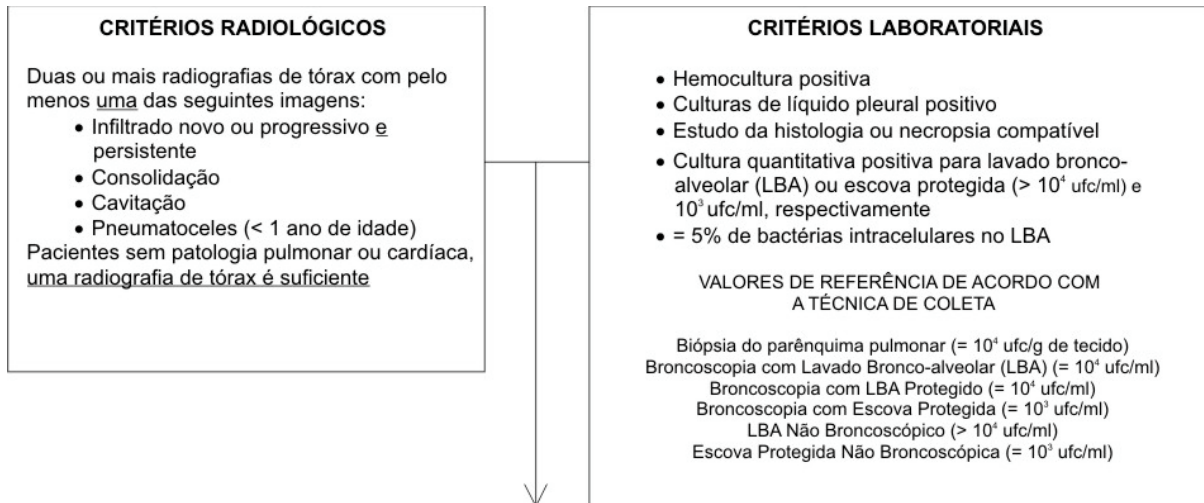 CRITÉRIOS RADIOLÓGICOS
Duas ou mais radiografias de tórax com pelo
menos uma das seguintes imagens:
• Infiltrado novo ou progressivo e
persistente
• Consolidação
• Cavitação
• Pneumatoceles (< 1 ano de idade)
Pacientes sem patologia pulmonar ou cardíaca,
uma radiografia de tórax é suficiente
CRITÉRIOS LABORATORIAIS
• Hemocultura positiva
• Culturas de líquido pleural positivo
• Estudo da histologia ou necropsia compatível
• Cultura quantitativa positiva para lavado bronco-
alveolar (LBA) ou escova protegida (> 10⁴ ufc/ml) e
10³ ufc/ml, respectivamente
• = 5% de bactérias intracelulares no LBA
VALORES DE REFERÊNCIA DE ACORDO COM
A TÉCNICA DE COLETA
Biópsia do parênquima pulmonar (= 10⁴ ufc/g de tecido)
Broncoscopia com Lavado Bronco-alveolar (LBA) (= 10⁴ ufc/ml)
Broncoscopia com LBA Protegido (= 10⁴ ufc/ml)
Broncoscopia com Escova Protegida (= 10³ ufc/ml)
LBA Não Broncoscópico (> 10⁴ ufc/ml)
Escova Protegida Não Broncoscópica (= 10³ ufc/ml)